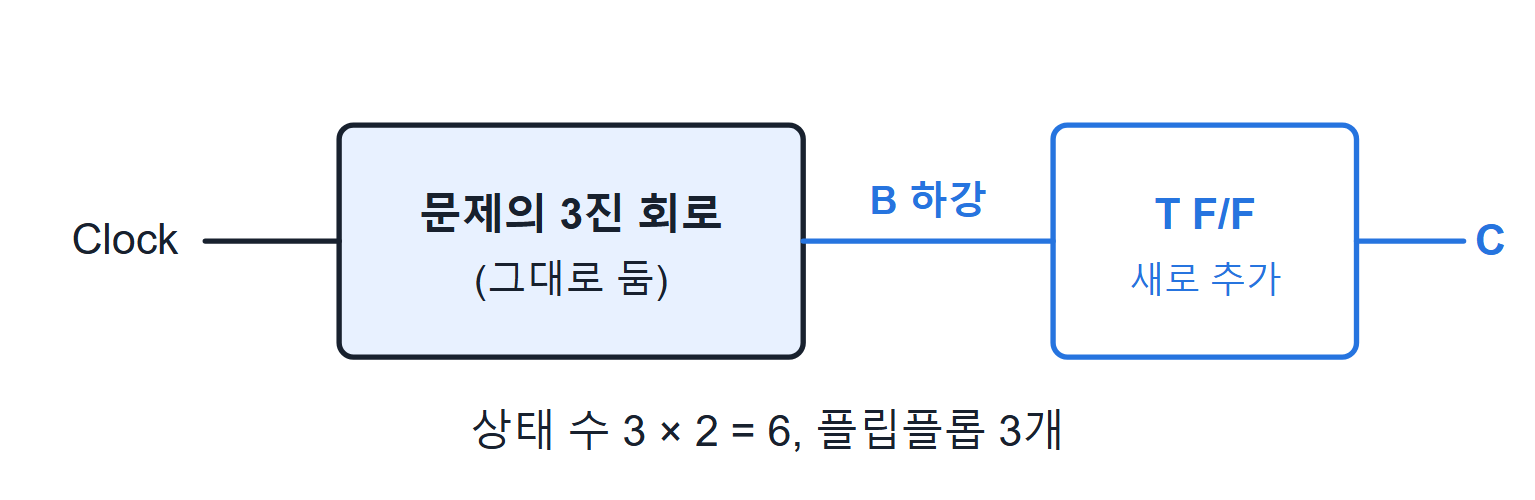 Clock
문제의 3진 회로
(그대로 둠)
B 하강
T F/F
새로 추가
C
상태 수 3 × 2 = 6, 플립플롭 3개